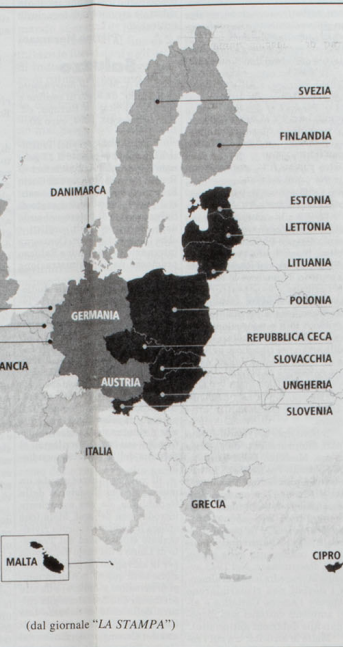 SVEZIA
FINLANDIA
DANIMARCA
ESTONIA
LETTONIA
LITUANIA
POLONIA
GERMANIA
REPUBBLICA CECA
SLOVACCHIA
ANCIA
AUSTRIA
UNGHERIA
SLOVENIA
ITALIA
GRECIA
MALTA
CIPRO
(dal giornale "LA STAMPA")